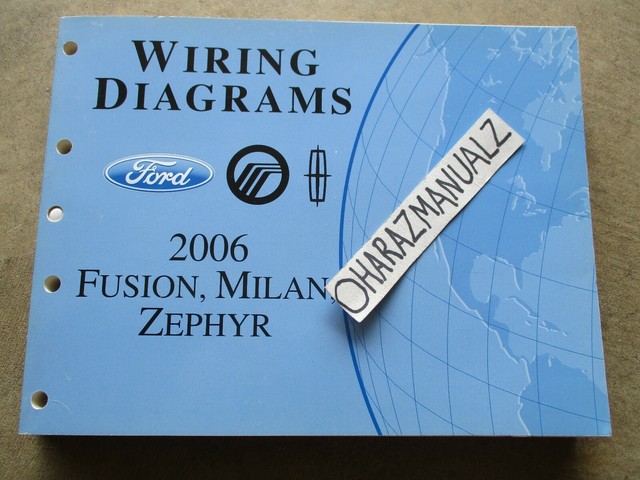 WIRING
DIAGRAMS
Ford
2006
FUSION, MILAN,
ZEPHYR
OHARAZMANUALZ